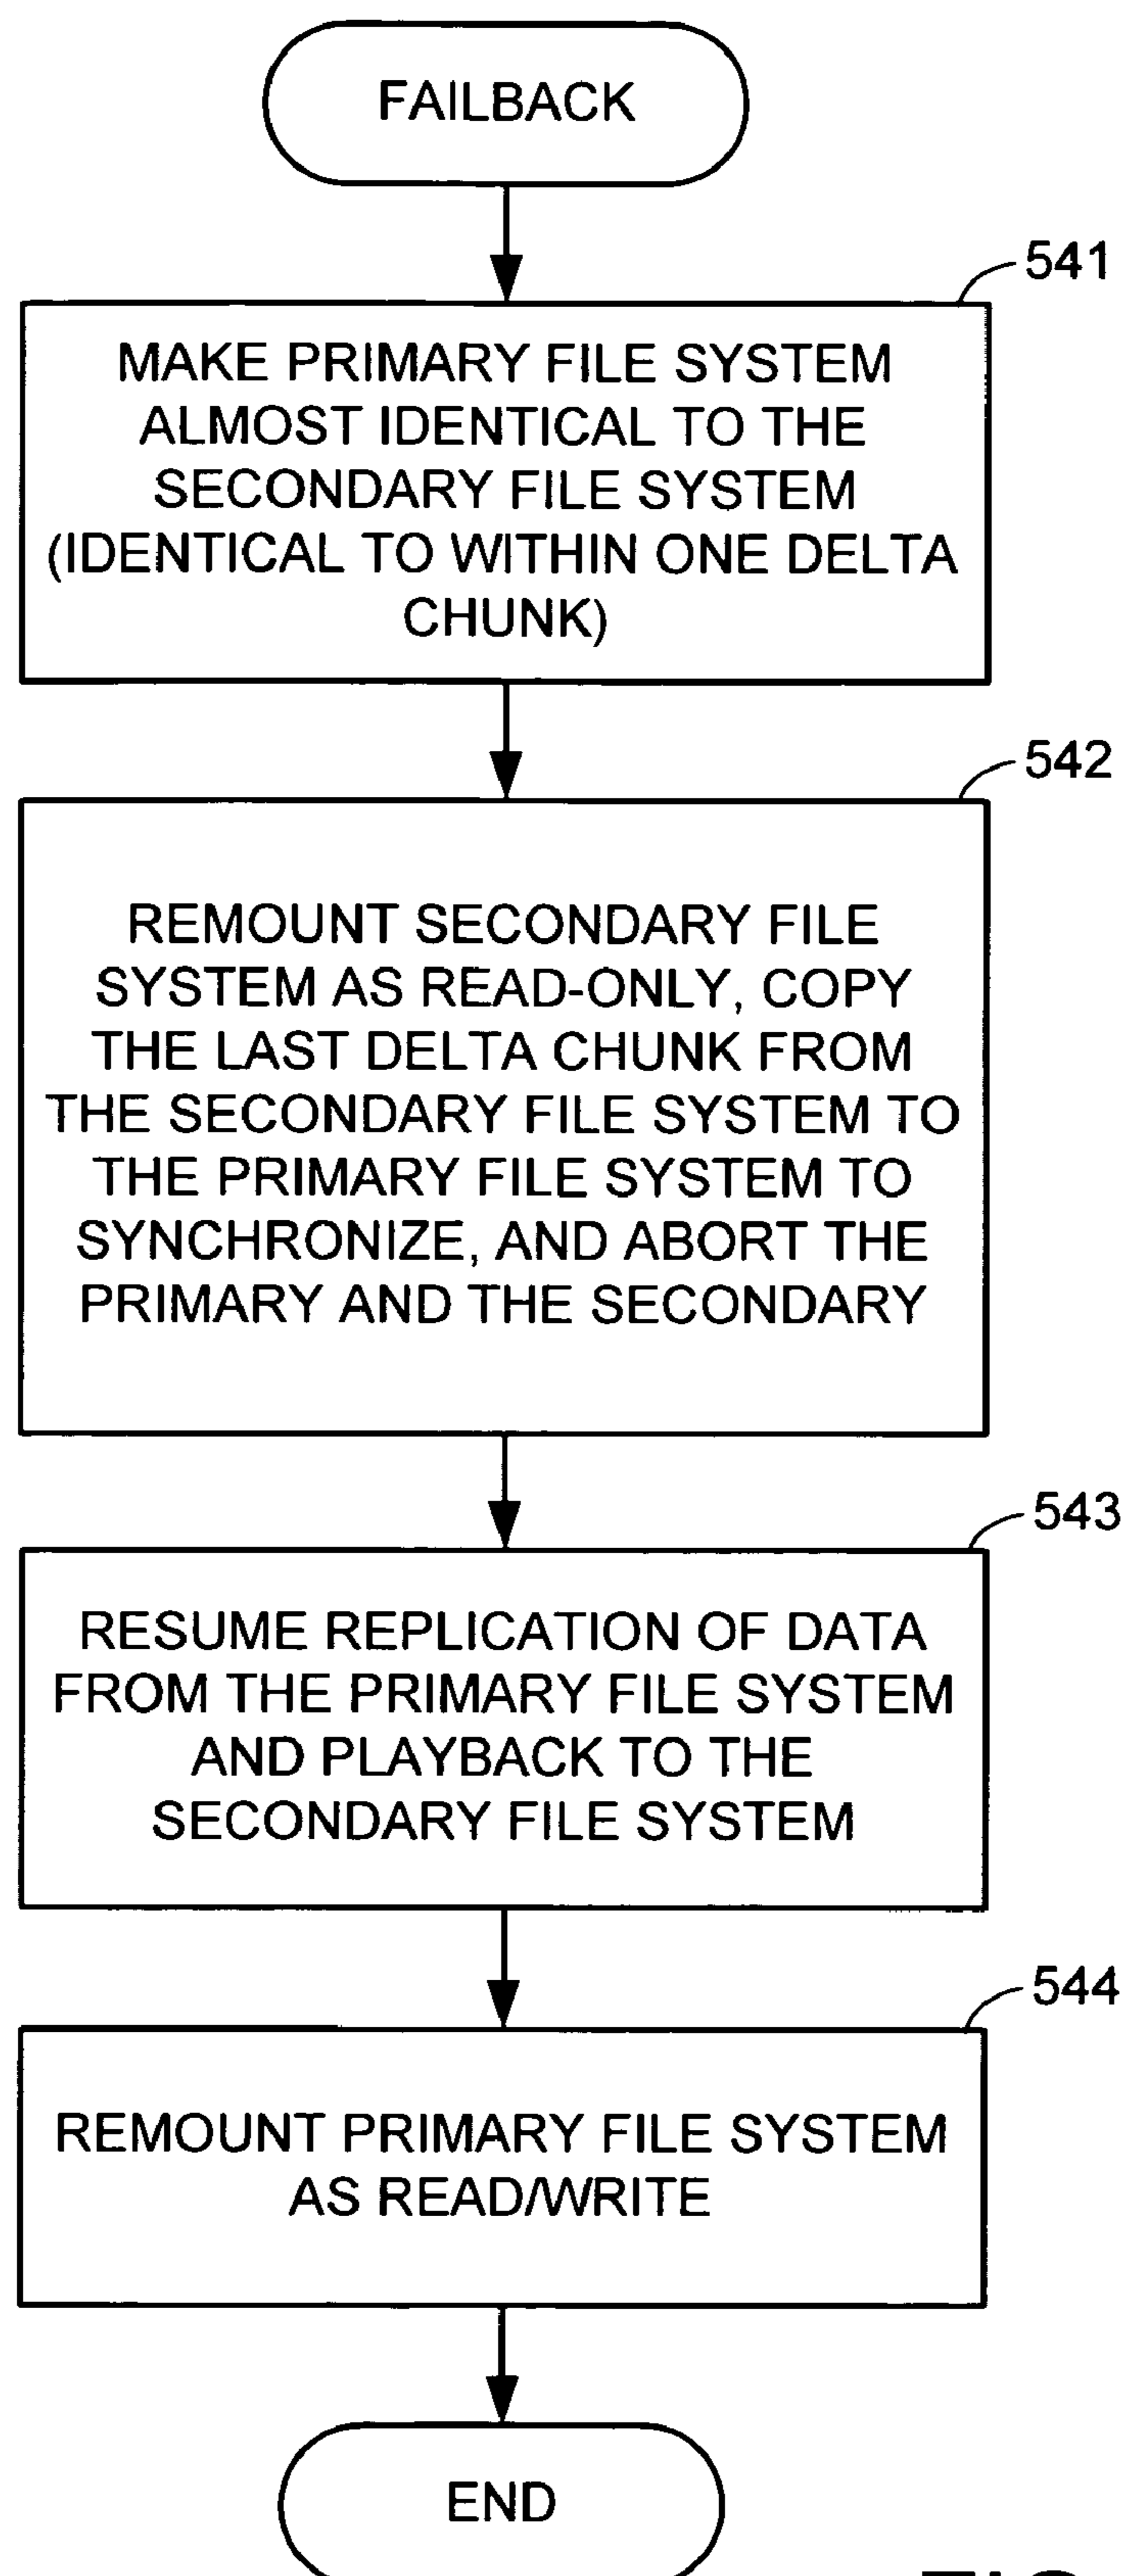 FAILBACK
541
MAKE PRIMARY FILE SYSTEM
ALMOST IDENTICAL TO THE
SECONDARY FILE SYSTEM
(IDENTICAL TO WITHIN ONE DELTA
CHUNK)
542
REMOUNT SECONDARY FILE
SYSTEM AS READ-ONLY, COPY
THE LAST DELTA CHUNK FROM
THE SECONDARY FILE SYSTEM TO
THE PRIMARY FILE SYSTEM TO
SYNCHRONIZE, AND ABORT THE
PRIMARY AND THE SECONDARY
543
RESUME REPLICATION OF DATA
FROM THE PRIMARY FILE SYSTEM
AND PLAYBACK TO THE
SECONDARY FILE SYSTEM
544
REMOUNT PRIMARY FILE SYSTEM
AS READ/WRITE
END